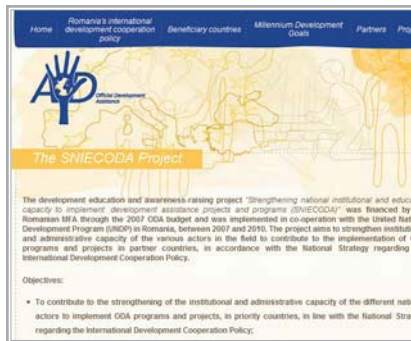 Home
Romania's international
development cooperation
policy
Beneficiary countries
Millennium Development
Goals
Partners
AOD
Official Development
Assistance
The SNIECODA Project
The development education and awareness-raising project "Strengthening national institutional and
capacity to implement development assistance projects and programs (SNIECODA)" was financed by
Romanian MFA through the 2007 ODA budget and was implemented in co-operation with the United
Development Program (UNDP) in Romania, between 2007 and 2010. The project aims to strengthen
and administrative capacity of the various actors in the field to contribute to the implementation of
programs and projects in partner countries, in accordance with the National Strategy regarding
International Development Cooperation Policy.
Objectives:
• To contribute to the strengthening of the institutional and administrative capacity of the different
actors to implement ODA programs and projects, in priority countries, in line with the National
regarding the International Development Cooperation Policy;